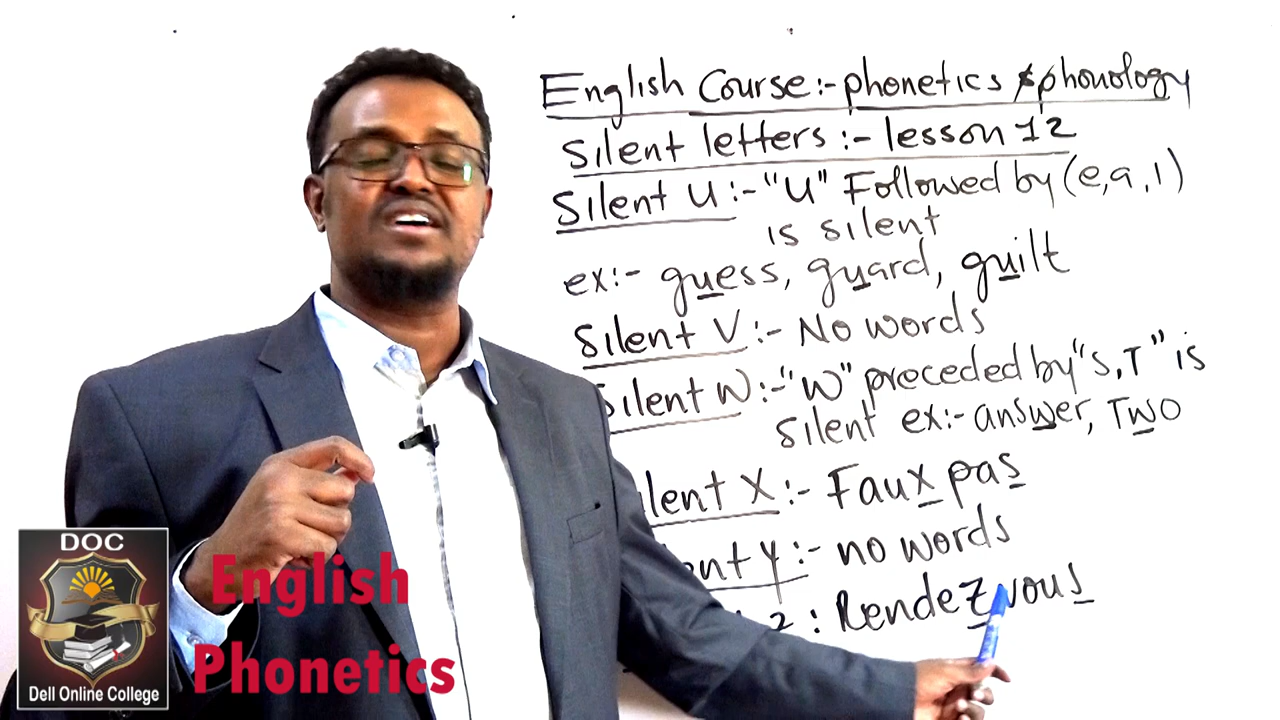 English Course:- phonetics & phonology
Silent letters :- lesson 12
Silent U :- "U" Followed by (e, a, i)
is silent
ex:- guess, guard, guilt
Silent V :- No words
Silent W :- "W" preceded by "S, T" is
silent ex:- answer, Two
ilent X :- Faux pas
ent Y :- no words
z : Rendezvous
DOC
Dell Online College
English
Phonetics